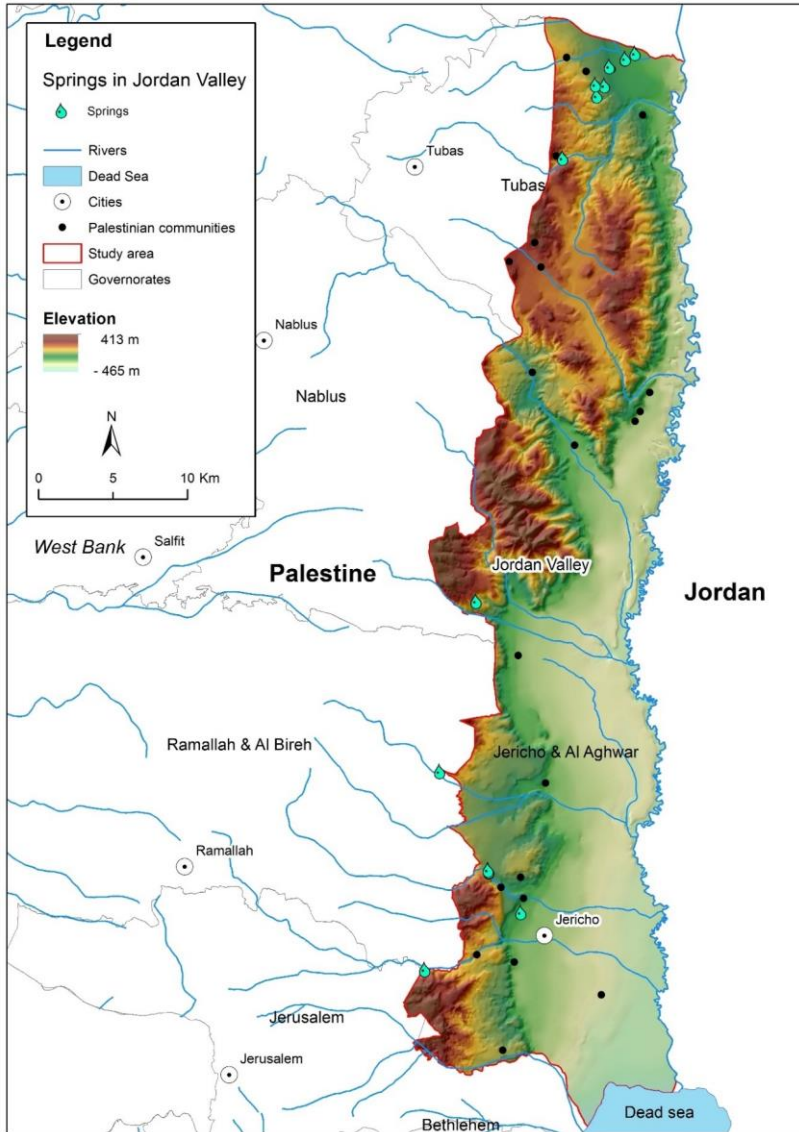 Legend
Springs in Jordan Valley
Springs
Rivers
Dead Sea
Cities
Palestinian communities
Study area
Governorates
Elevation
413 m
- 465 m
N
0 5 10 Km
Tubas
Tubas
Nablus
Nablus
West Bank
Salfit
Palestine
Jordan Valley
Jordan
Ramallah & Al Bireh
Jericho & Al Aghwar
Ramallah
Jericho
Jerusalem
Jerusalem
Dead sea
Bethlehem